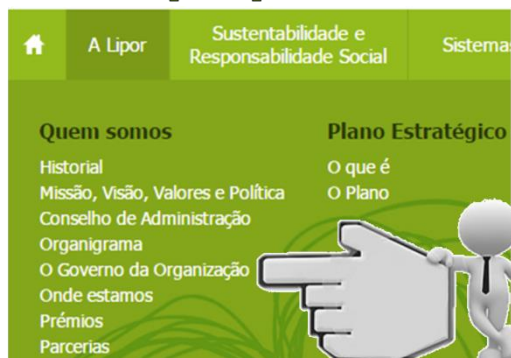 A Lipor
Sustentabilidade e
Responsabilidade Social
Sistemas
Quem somos
Historial
Missão, Visão, Valores e Política
Conselho de Administração
Organigrama
O Governo da Organização
Onde estamos
Prémios
Parcerias
Plano Estratégico
O que é
O Plano